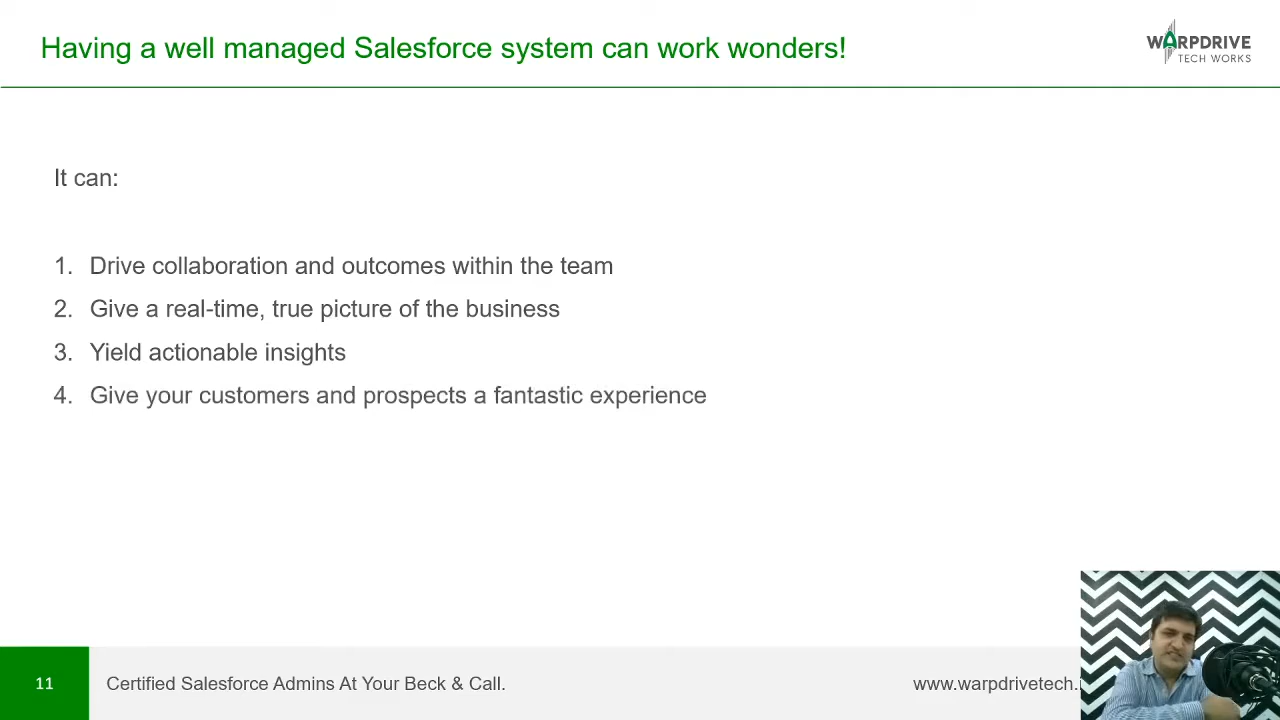 Having a well managed Salesforce system can work wonders!
WARPDRIVE
TECH WORKS
It can:
1. Drive collaboration and outcomes within the team
2. Give a real-time, true picture of the business
3. Yield actionable insights
4. Give your customers and prospects a fantastic experience
11
Certified Salesforce Admins At Your Beck & Call.
www.warpdrivetech.